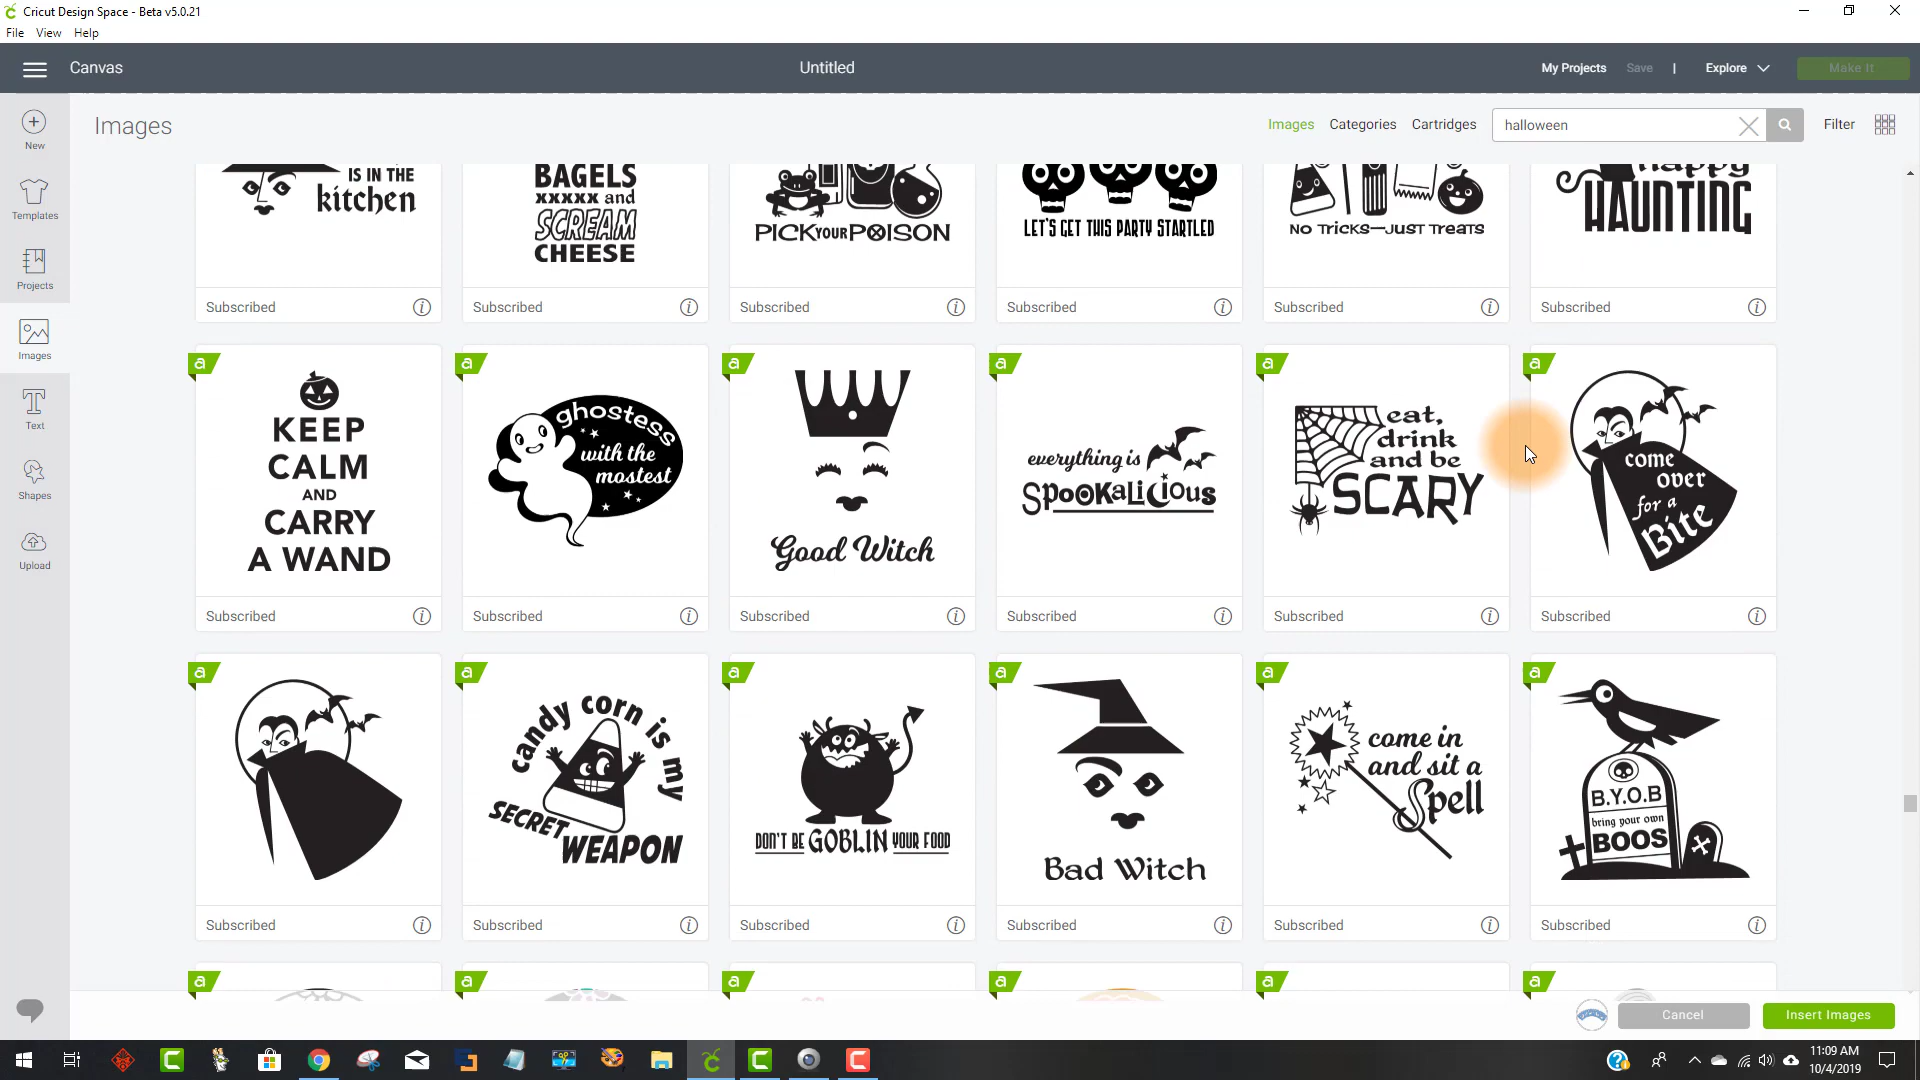 Cricut Design Space - Beta v5.0.21
File View Help
Canvas
Untitled
My Projects Save | Explore Make It
New
Templates
Projects
Images
Text
Shapes
Upload
Images
Images Categories Cartridges halloween Filter
IS IN THE
kitchen
Subscribed
BAGELS
xxxxx and
SCREAM
CHEESE
Subscribed
PICK YOUR POISON
Subscribed
LET'S GET THIS PARTY STARTLED
Subscribed
NO TRICKS—JUST TREATS
Subscribed
happy
HAUNTING
Subscribed
a
KEEP
CALM
AND
CARRY
A WAND
Subscribed
a
ghostess
with the
mostest
Subscribed
a
Good Witch
Subscribed
a
everything is
SpOOKALiCious
Subscribed
a
eat,
drink
and be
SCARY
Subscribed
a
come
over
for a
Bite
Subscribed
a
Subscribed
a
candy corn is my
SECRET
WEAPON
Subscribed
a
DON'T BE GOBLIN YOUR FOOD
Subscribed
a
Bad Witch
Subscribed
a
come in
and sit a
Spell
Subscribed
a
B.Y.O.B
bring your own
BOOS
Subscribed
a
a
a
a
a
a
Cancel
Insert Images
11:09 AM
10/4/2019